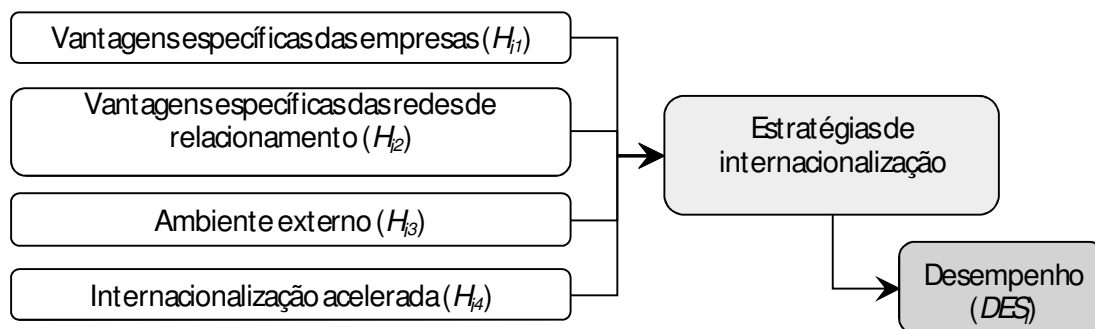 Vantagens específicas das empresas (Hi1)
Vantagens específicas das redes de
relacionamento (Hi2)
Ambiente externo (Hi3)
Internacionalização acelerada (Hi4)
Estratégias de
internacionalização
Desempenho
(DESi)